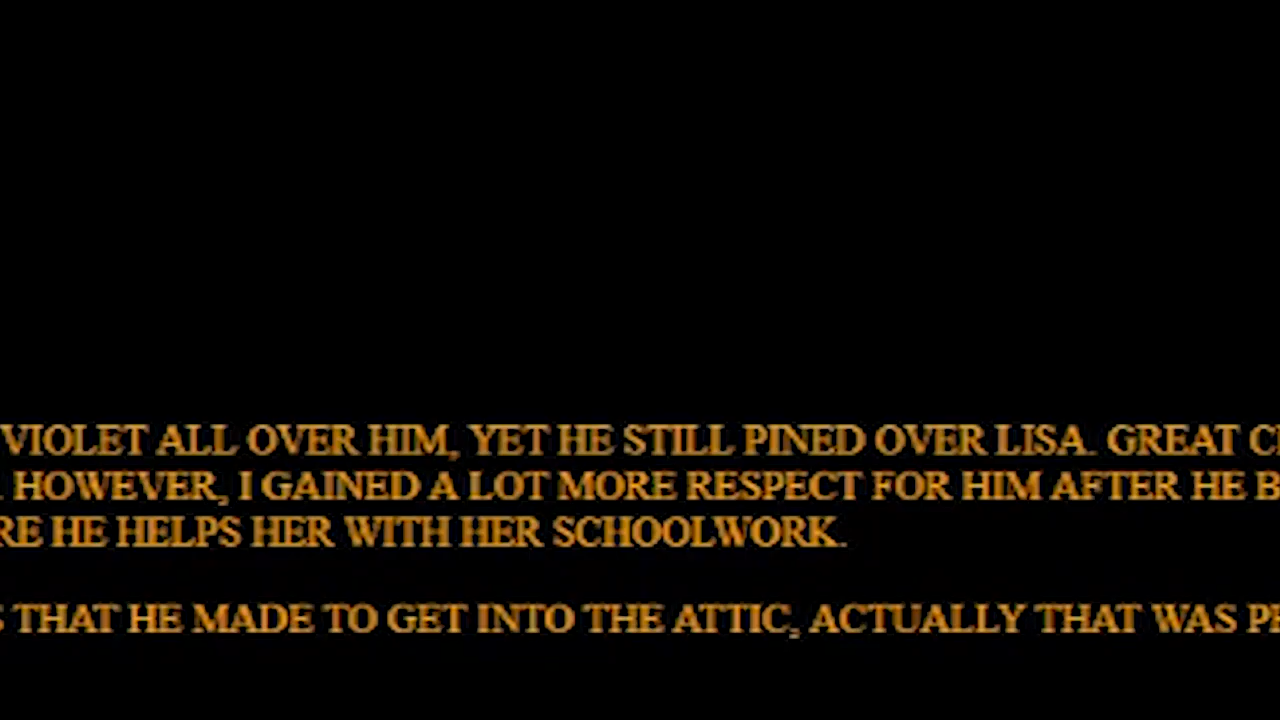 VIOLET ALL OVER HIM, YET HE STILL PINED OVER LISA. GREAT
. HOWEVER, I GAINED A LOT MORE RESPECT FOR HIM AFTER HE
RE HE HELPS HER WITH HER SCHOOLWORK.
S THAT HE MADE TO GET INTO THE ATTIC, ACTUALLY THAT WAS